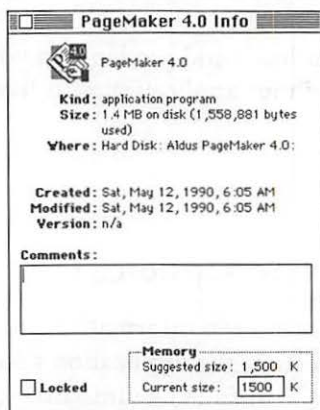 PageMaker 4.0 Info
4.0
PageMaker 4.0
Kind: application program
Size: 1.4 MB on disk (1,558,881 bytes
used)
Where: Hard Disk: Aldus PageMaker 4.0:
Created: Sat, May 12, 1990, 6:05 AM
Modified: Sat, May 12, 1990, 6:05 AM
Version: n/a
Comments:
Memory
Suggested size: 1,500 K
Locked
Current size: 1500 K